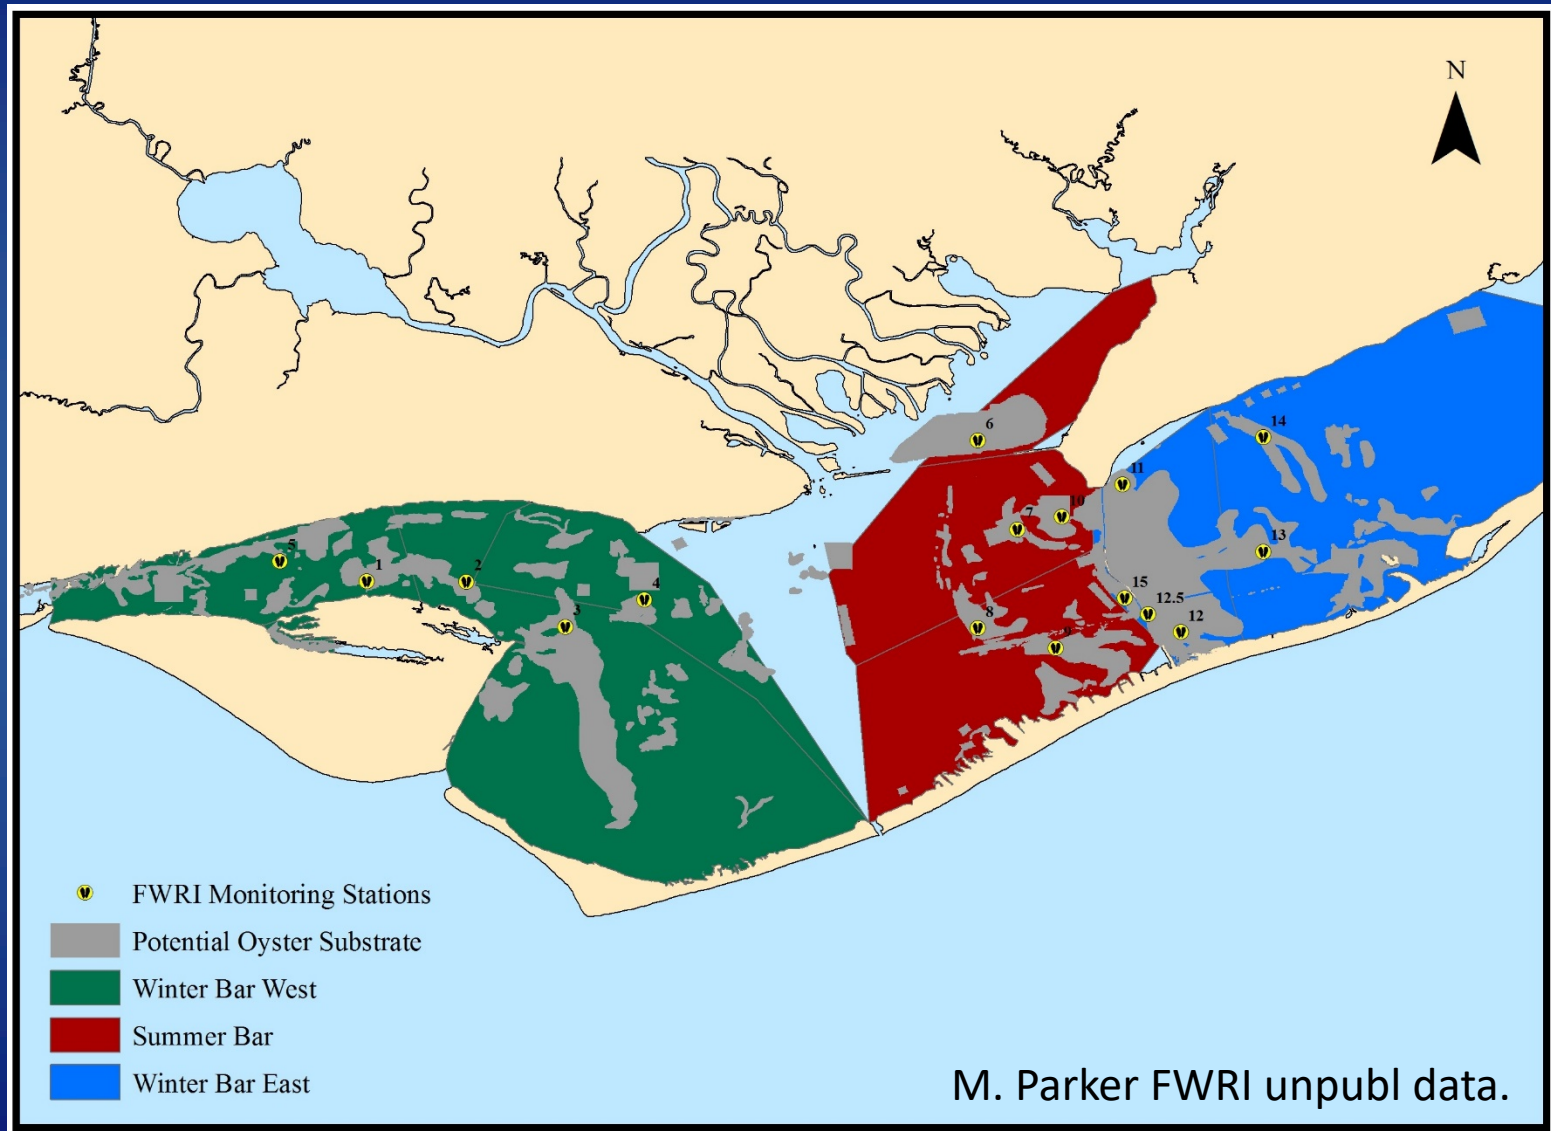 N
6
14
11
10
7
13
5
1
2
4
3
15
12.5
8
12
9
FWRI Monitoring Stations
Potential Oyster Substrate
Winter Bar West
Summer Bar
Winter Bar East
M. Parker FWRI unpubl data.